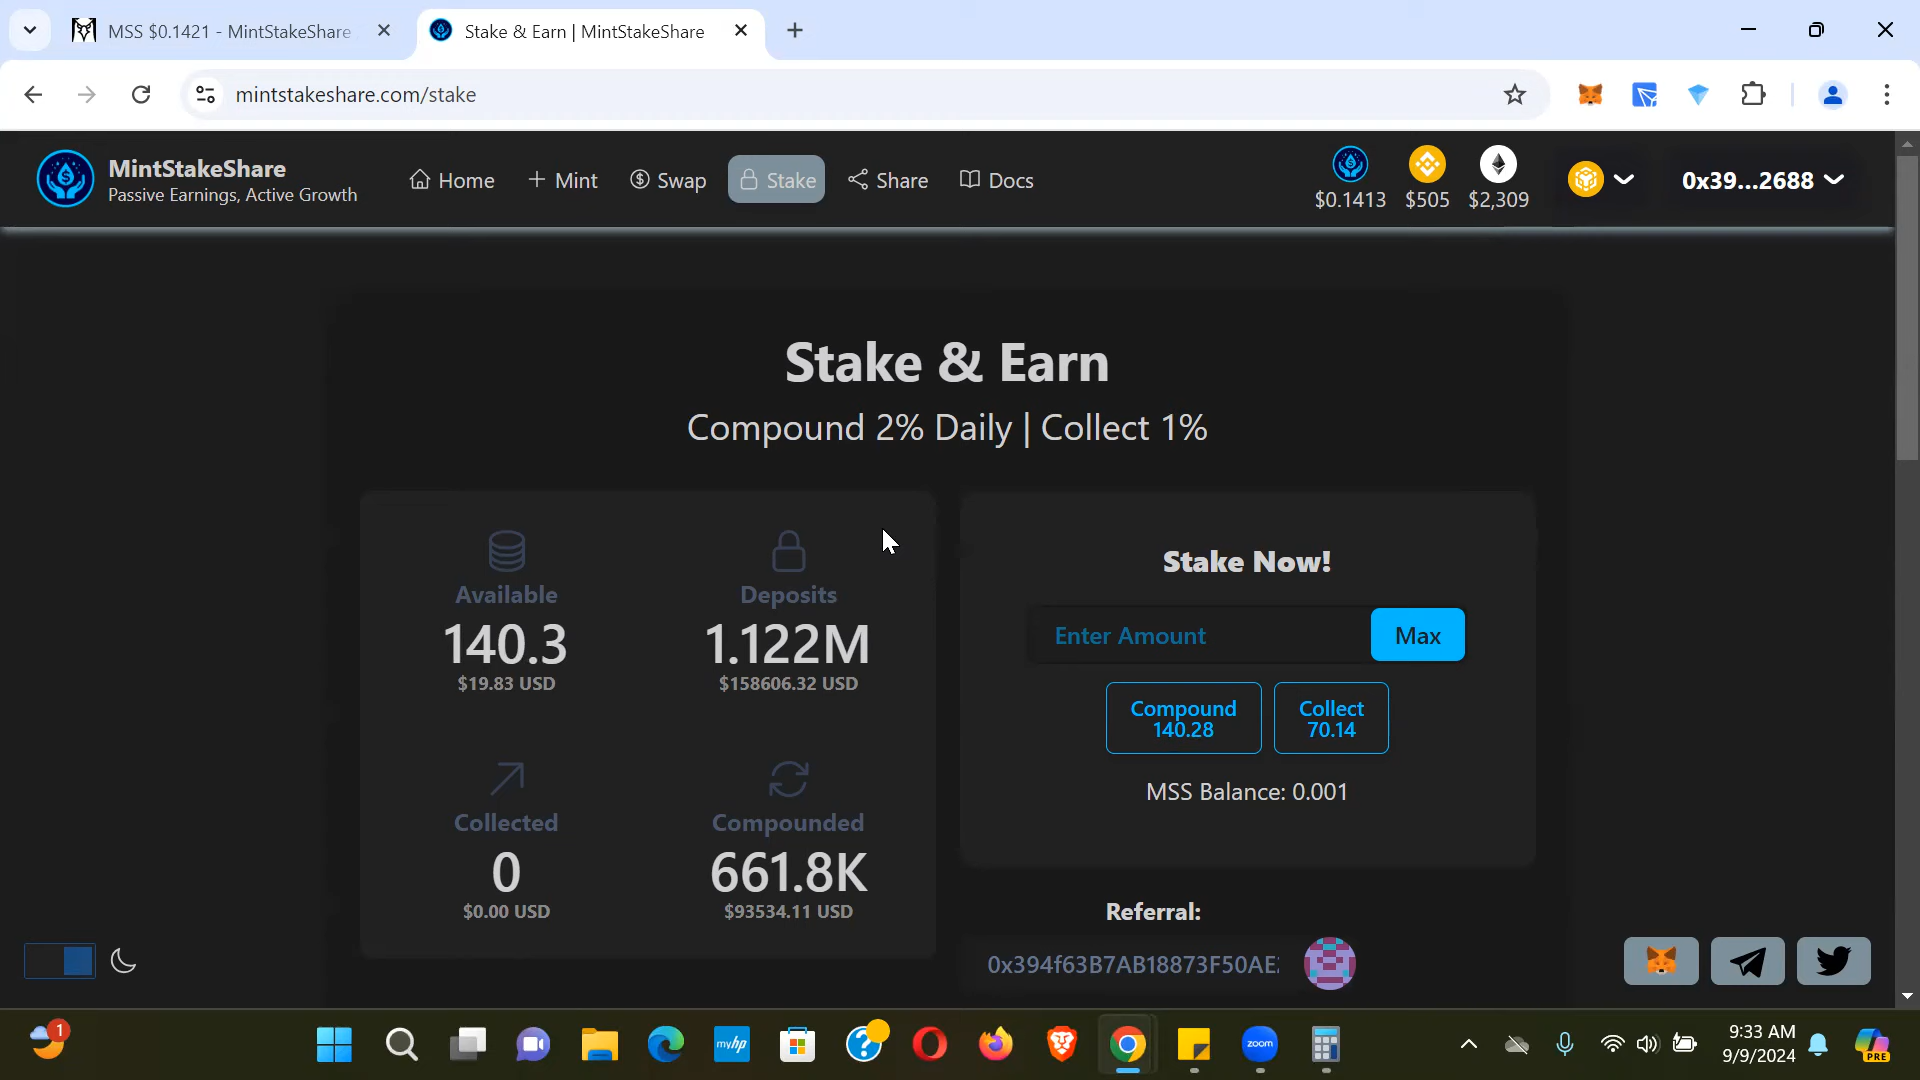 MSS $0.1421 - MintStakeShare
Stake & Earn | MintStakeShare
mintstakeshare.com/stake
MintStakeShare
Passive Earnings, Active Growth
Home
Mint
Swap
Stake
Share
Docs
$0.1413
$505
$2,309
0x39...2688
Stake & Earn
Compound 2% Daily | Collect 1%
Available
140.3
$19.83 USD
Deposits
1.122M
$158606.32 USD
Collected
0
$0.00 USD
Compounded
661.8K
$93534.11 USD
Stake Now!
Enter Amount
Max
Compound
140.28
Collect
70.14
MSS Balance: 0.001
Referral:
0x394f63B7AB18873F50AE
1
myhp
zoom
9:33 AM
9/9/2024
PRE